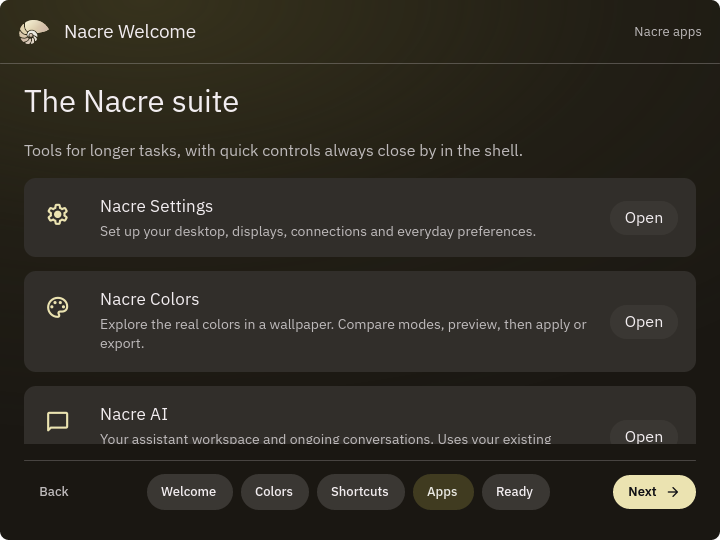 Nacre Welcome
Nacre apps
The Nacre suite
Tools for longer tasks, with quick controls always close by in the shell.
Nacre Settings
Set up your desktop, displays, connections and everyday preferences.
Open
Nacre Colors
Explore the real colors in a wallpaper. Compare modes, preview, then apply or
export.
Open
Nacre AI
Your assistant workspace and ongoing conversations. Uses your existing
Open
Back
Welcome
Colors
Shortcuts
Apps
Ready
Next